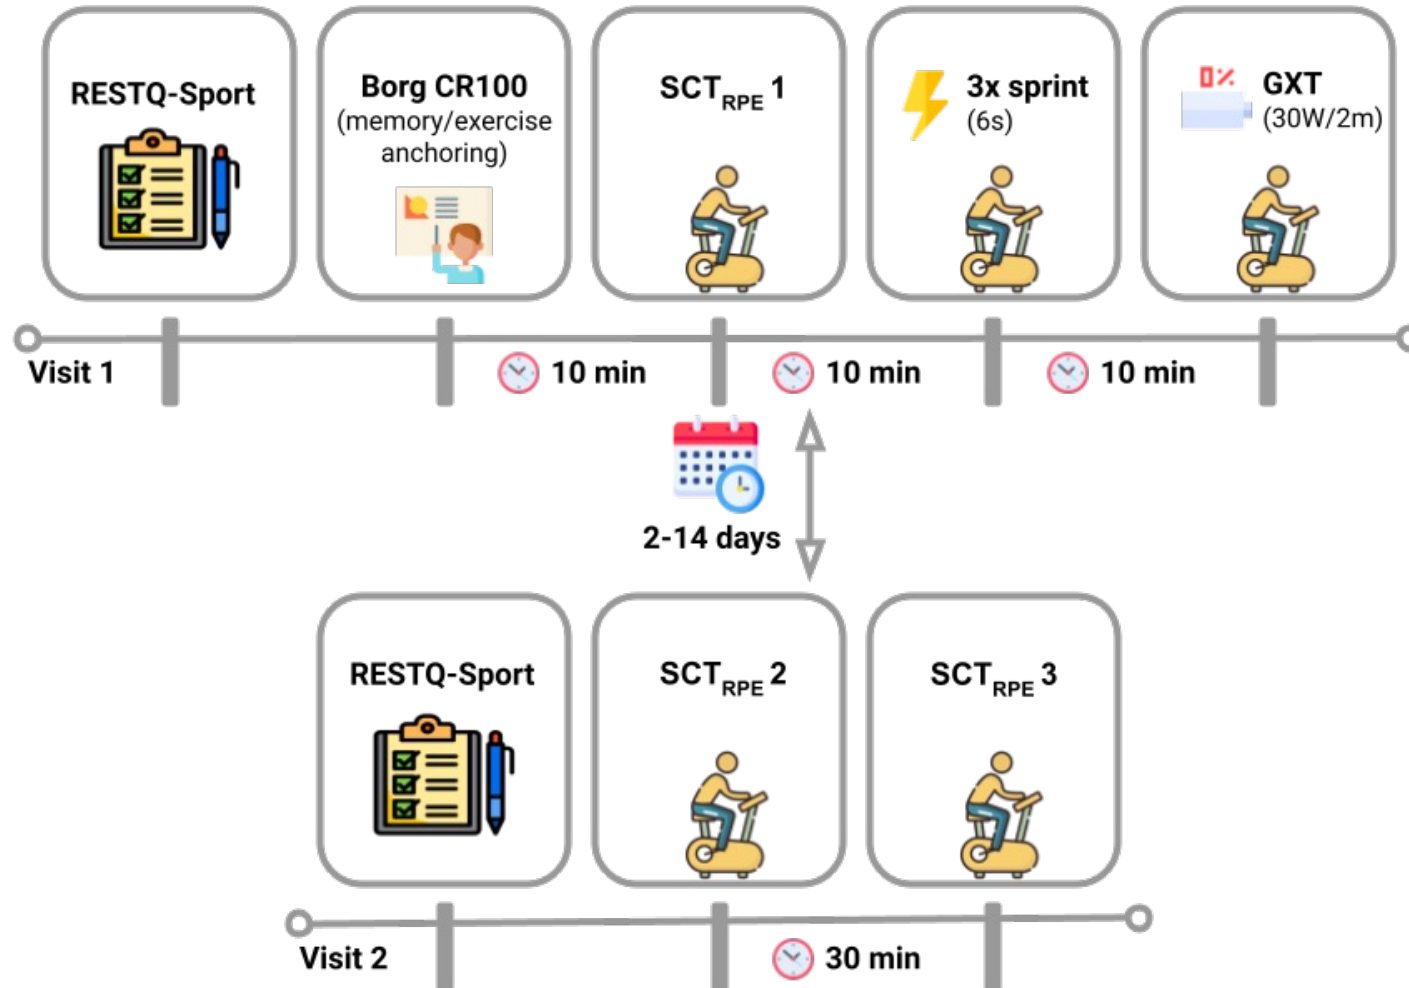 RESTQ-Sport
Borg CR100
(memory/exercise
anchoring)
SCTRPE 1
3x sprint
(6s)
0%
GXT
(30W/2m)
Visit 1
10 min
10 min
10 min
2-14 days
RESTQ-Sport
SCTRPE 2
SCTRPE 3
Visit 2
30 min